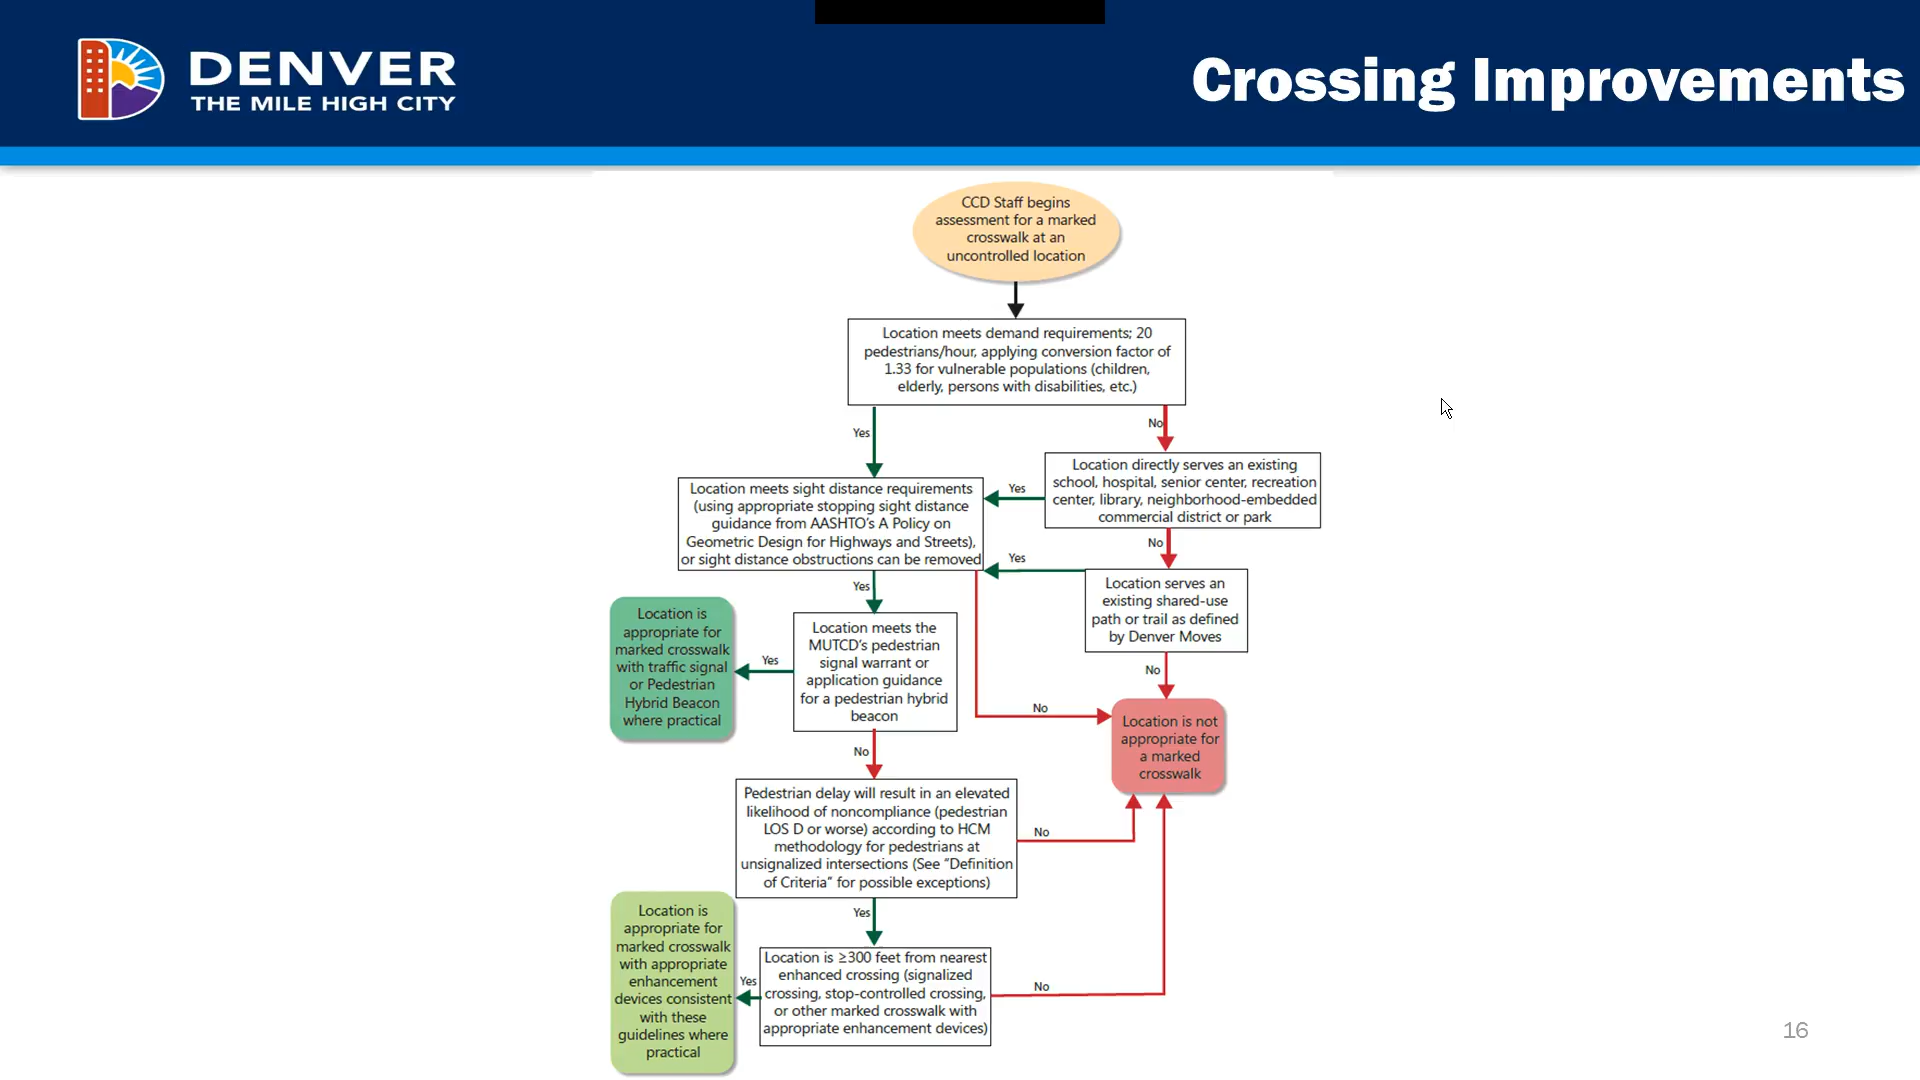 DENVER
THE MILE HIGH CITY
Crossing Improvements
CCD Staff begins
assessment for a marked
crosswalk at an
uncontrolled location
Location meets demand requirements; 20
pedestrians/hour, applying conversion factor of
1.33 for vulnerable populations (children,
elderly, persons with disabilities, etc.)
Yes
No
Location directly serves an existing
school, hospital, senior center, recreation
center, library, neighborhood-embedded
commercial district or park
Yes
No
Location meets sight distance requirements
(using appropriate stopping sight distance
guidance from AASHTO's A Policy on
Geometric Design for Highways and Streets),
or sight distance obstructions can be removed
Yes
Yes
No
Location serves an
existing shared-use
path or trail as defined
by Denver Moves
No
Location is
appropriate for
marked crosswalk
with traffic signal
or Pedestrian
Hybrid Beacon
where practical
Yes
Location meets the
MUTCD's pedestrian
signal warrant or
application guidance
for a pedestrian hybrid
beacon
No
Location is not
appropriate for
a marked
crosswalk
Pedestrian delay will result in an elevated
likelihood of noncompliance (pedestrian
LOS D or worse) according to HCM
methodology for pedestrians at
unsignalized intersections (See "Definition
of Criteria" for possible exceptions)
No
Yes
Location is
appropriate for
marked crosswalk
with appropriate
enhancement
devices consistent
with these
guidelines where
practical
Yes
Location is ≥300 feet from nearest
enhanced crossing (signalized
crossing, stop-controlled crossing,
or other marked crosswalk with
appropriate enhancement devices)
No
16